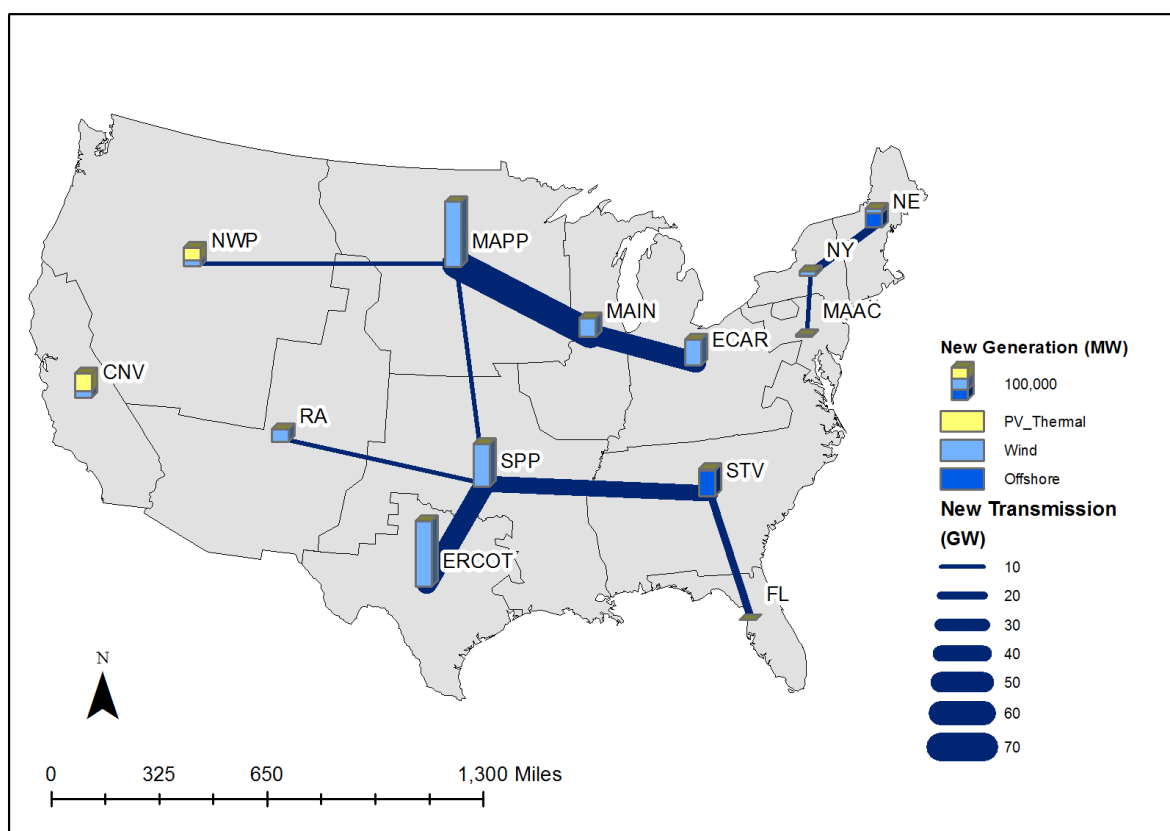 NE
NWP
MAPP
NY
MAIN
MAAC
ECAR
CNV
RA
SPP
STV
ERCOT
FL
N
0 325 650 1,300 Miles
New Generation (MW)
100,000
PV_Thermal
Wind
Offshore
New Transmission
(GW)
10
20
30
40
50
60
70